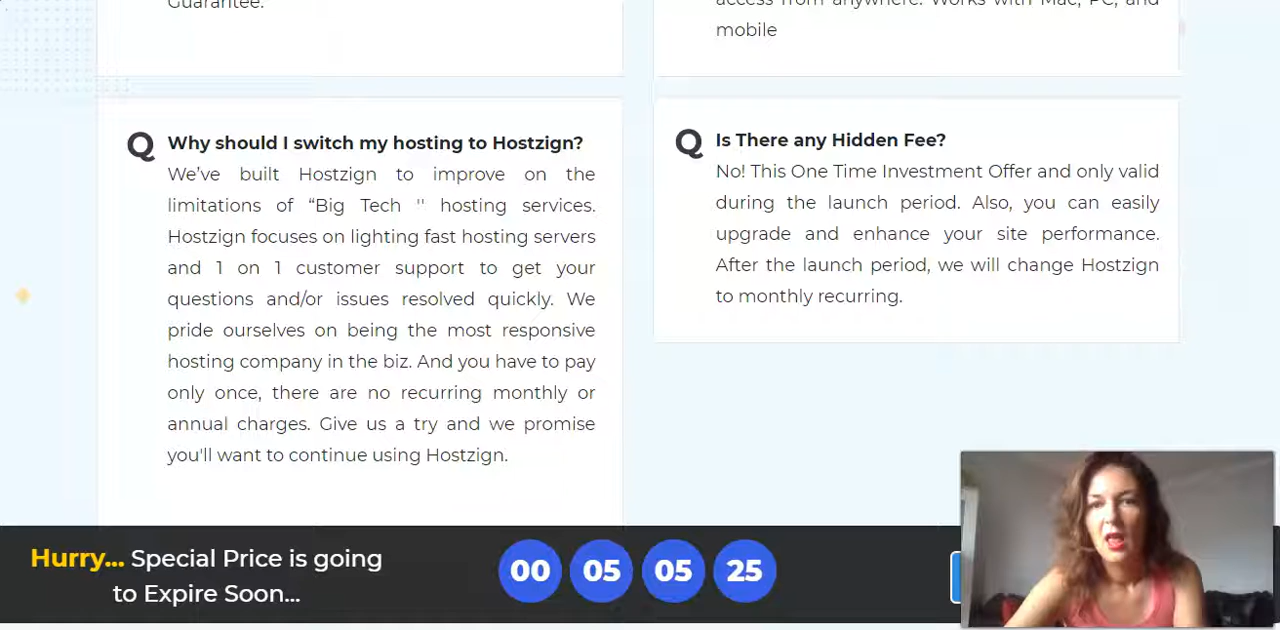 Guarantee.
access from anywhere. Works with Mac, PC, and
mobile
Q Why should I switch my hosting to Hostzign?
We've built Hostzign to improve on the
limitations of “Big Tech '' hosting services.
Hostzign focuses on lighting fast hosting servers
and 1 on 1 customer support to get your
questions and/or issues resolved quickly. We
pride ourselves on being the most responsive
hosting company in the biz. And you have to pay
only once, there are no recurring monthly or
annual charges. Give us a try and we promise
you'll want to continue using Hostzign.
Q Is There any Hidden Fee?
No! This One Time Investment Offer and only valid
during the launch period. Also, you can easily
upgrade and enhance your site performance.
After the launch period, we will change Hostzign
to monthly recurring.
Hurry... Special Price is going
to Expire Soon...
00 05 05 25